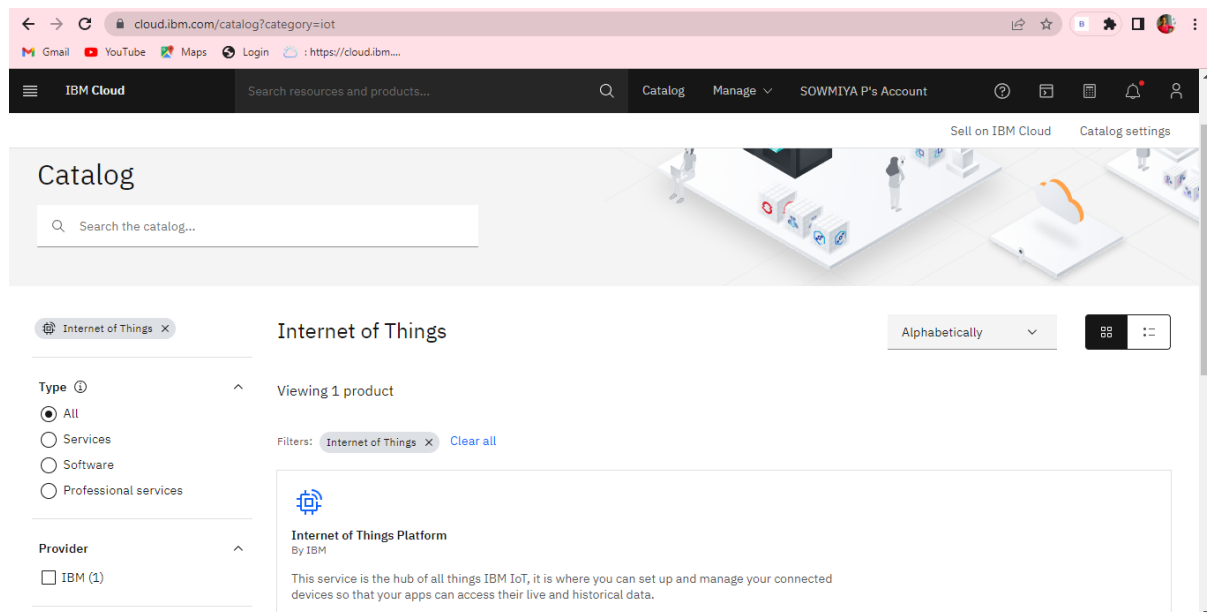 cloud.ibm.com/catalog?category=iot
Gmail YouTube Maps Login : https://cloud.ibm....
IBM Cloud Search resources and products... Catalog Manage SOWMIYA P's Account
Sell on IBM Cloud Catalog settings
Catalog
Search the catalog...
Internet of Things
Internet of Things
Alphabetically
Type
All
Services
Software
Professional services
Provider
IBM (1)
Viewing 1 product
Filters: Internet of Things Clear all
Internet of Things Platform
By IBM
This service is the hub of all things IBM IoT, it is where you can set up and manage your connected
devices so that your apps can access their live and historical data.